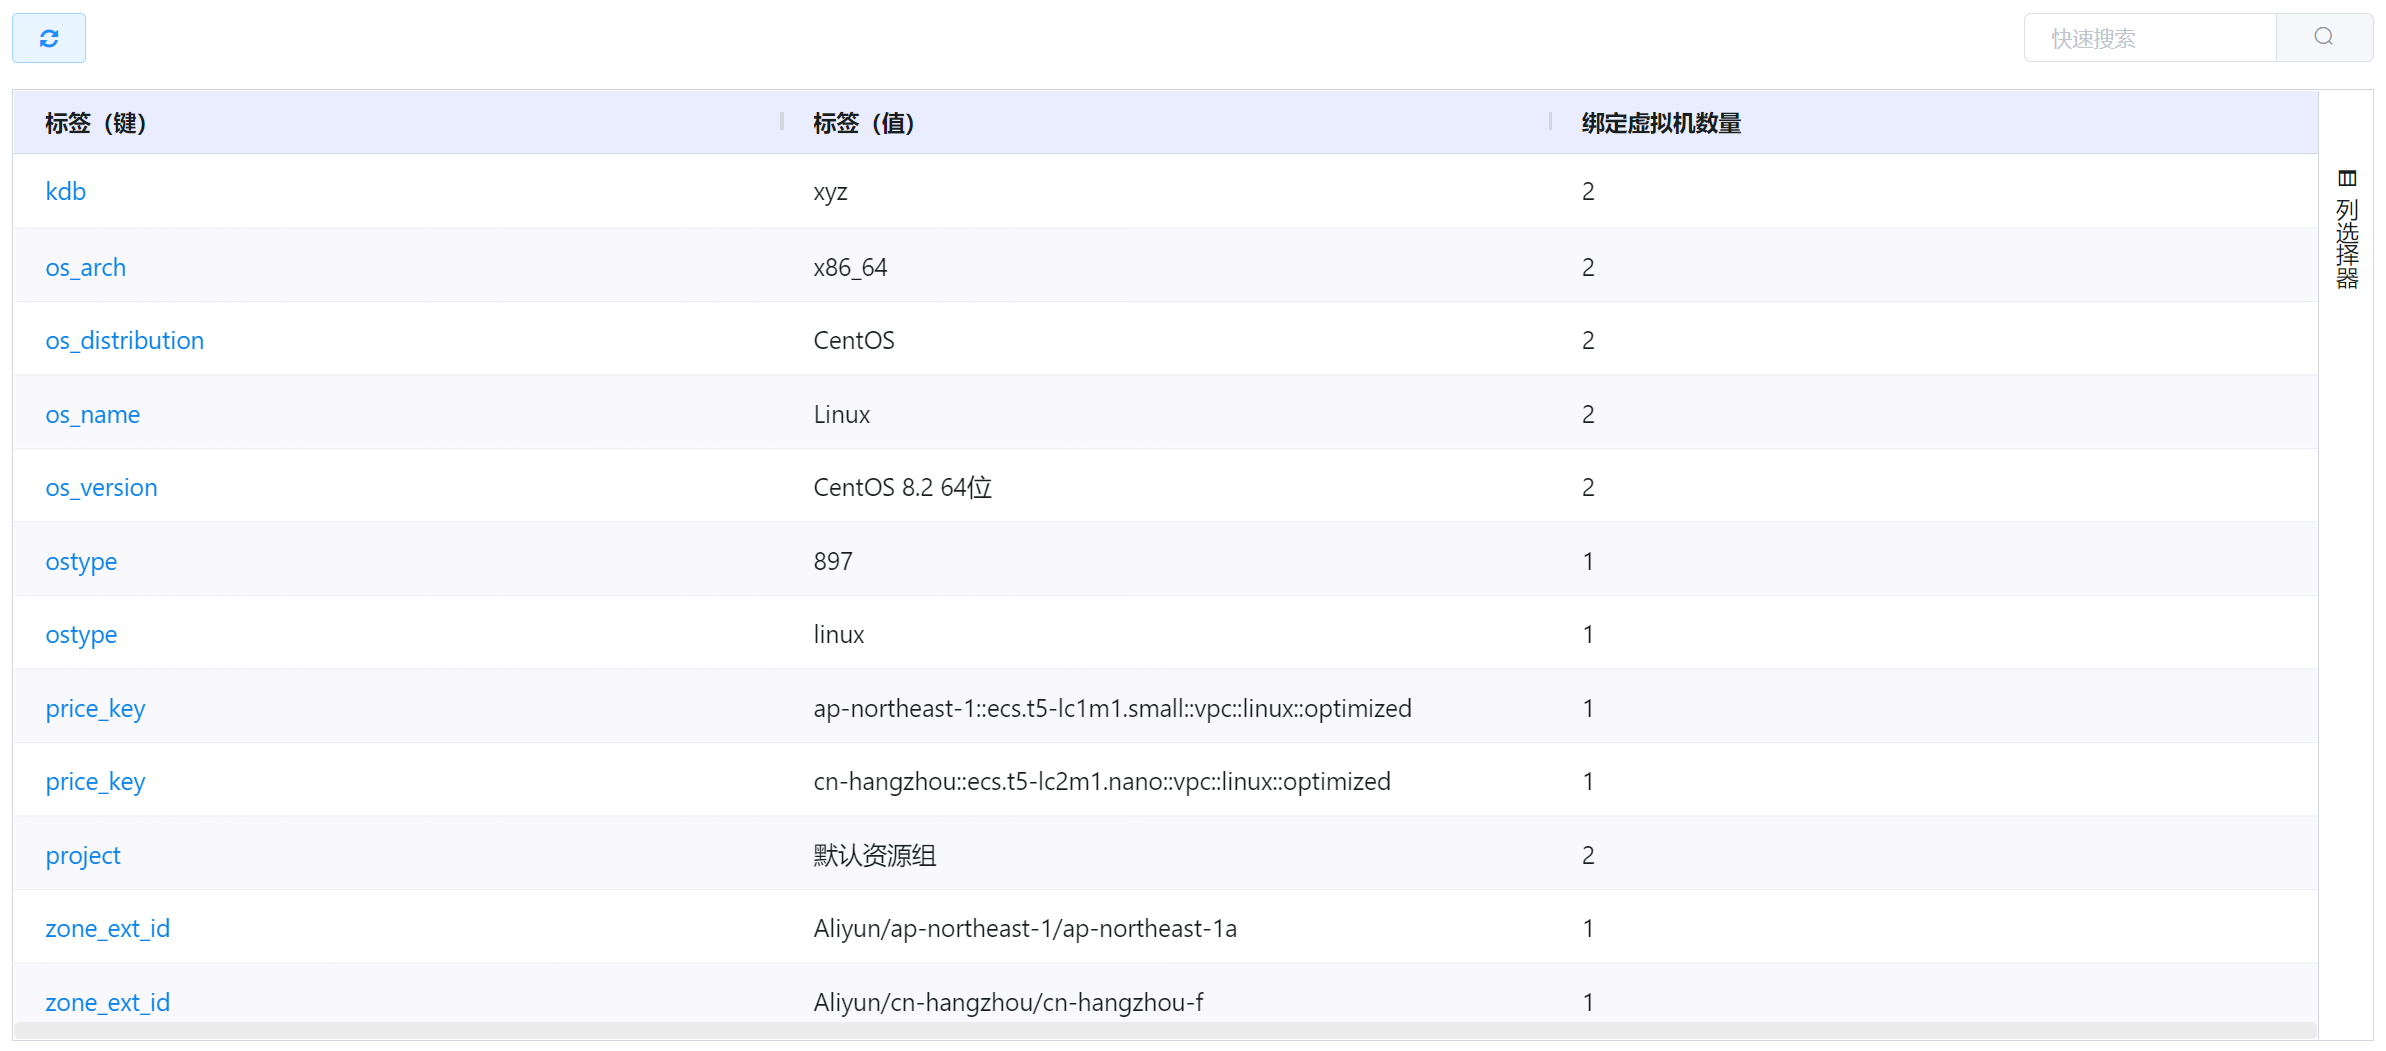 快速搜索
标签（键） 标签（值） 绑定虚拟机数量
kdb xyz 2
os_arch x86_64 2
os_distribution CentOS 2
os_name Linux 2
os_version CentOS 8.2 64位 2
ostype 897 1
ostype linux 1
price_key ap-northeast-1::ecs.t5-lc1m1.small::vpc::linux::optimized 1
price_key cn-hangzhou::ecs.t5-lc2m1.nano::vpc::linux::optimized 1
project 默认资源组 2
zone_ext_id Aliyun/ap-northeast-1/ap-northeast-1a 1
zone_ext_id Aliyun/cn-hangzhou/cn-hangzhou-f 1
列选择器